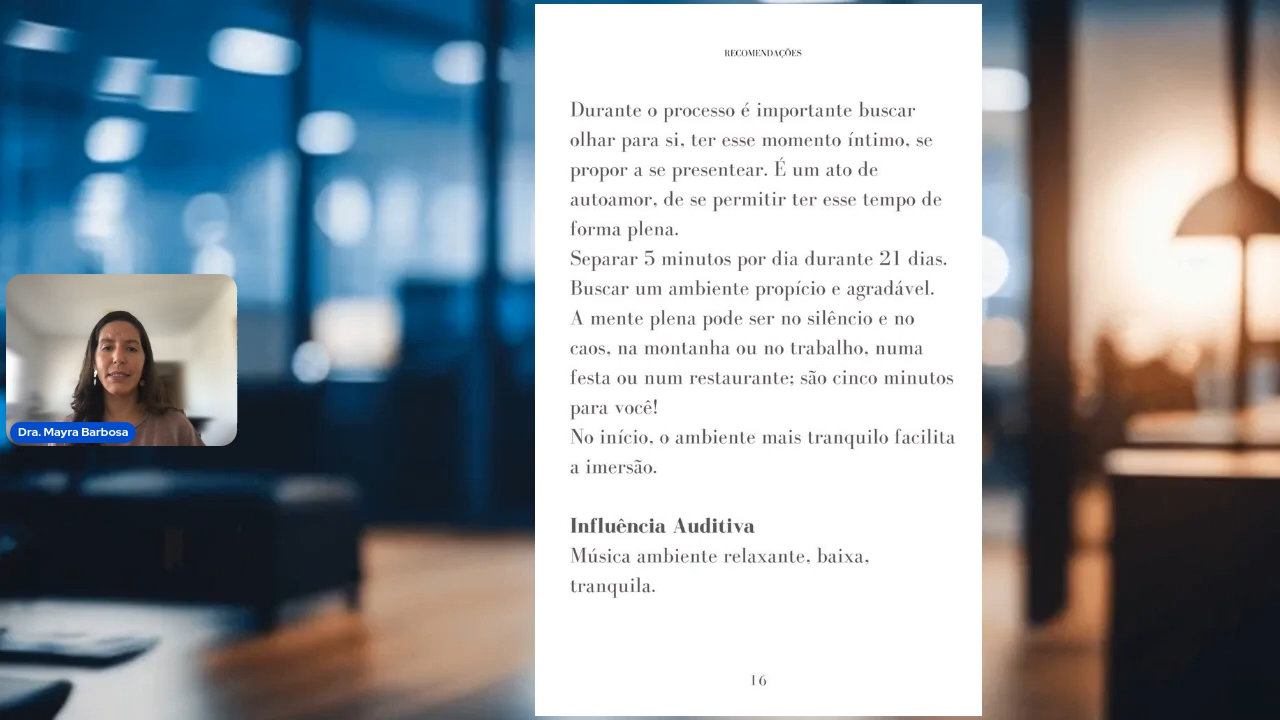 RECOMENDAÇÕES
Durante o processo é importante buscar
olhar para si, ter esse momento íntimo, se
propor a se presentear. É um ato de
autoamor, de se permitir ter esse tempo de
forma plena.
Separar 5 minutos por dia durante 21 dias.
Buscar um ambiente propício e agradável.
A mente plena pode ser no silêncio e no
caos, na montanha ou no trabalho, numa
festa ou num restaurante; são cinco minutos
para você!
No início, o ambiente mais tranquilo facilita
a imersão.
Influência Auditiva
Música ambiente relaxante, baixa,
tranquila.
16
Dra. Mayra Barbosa